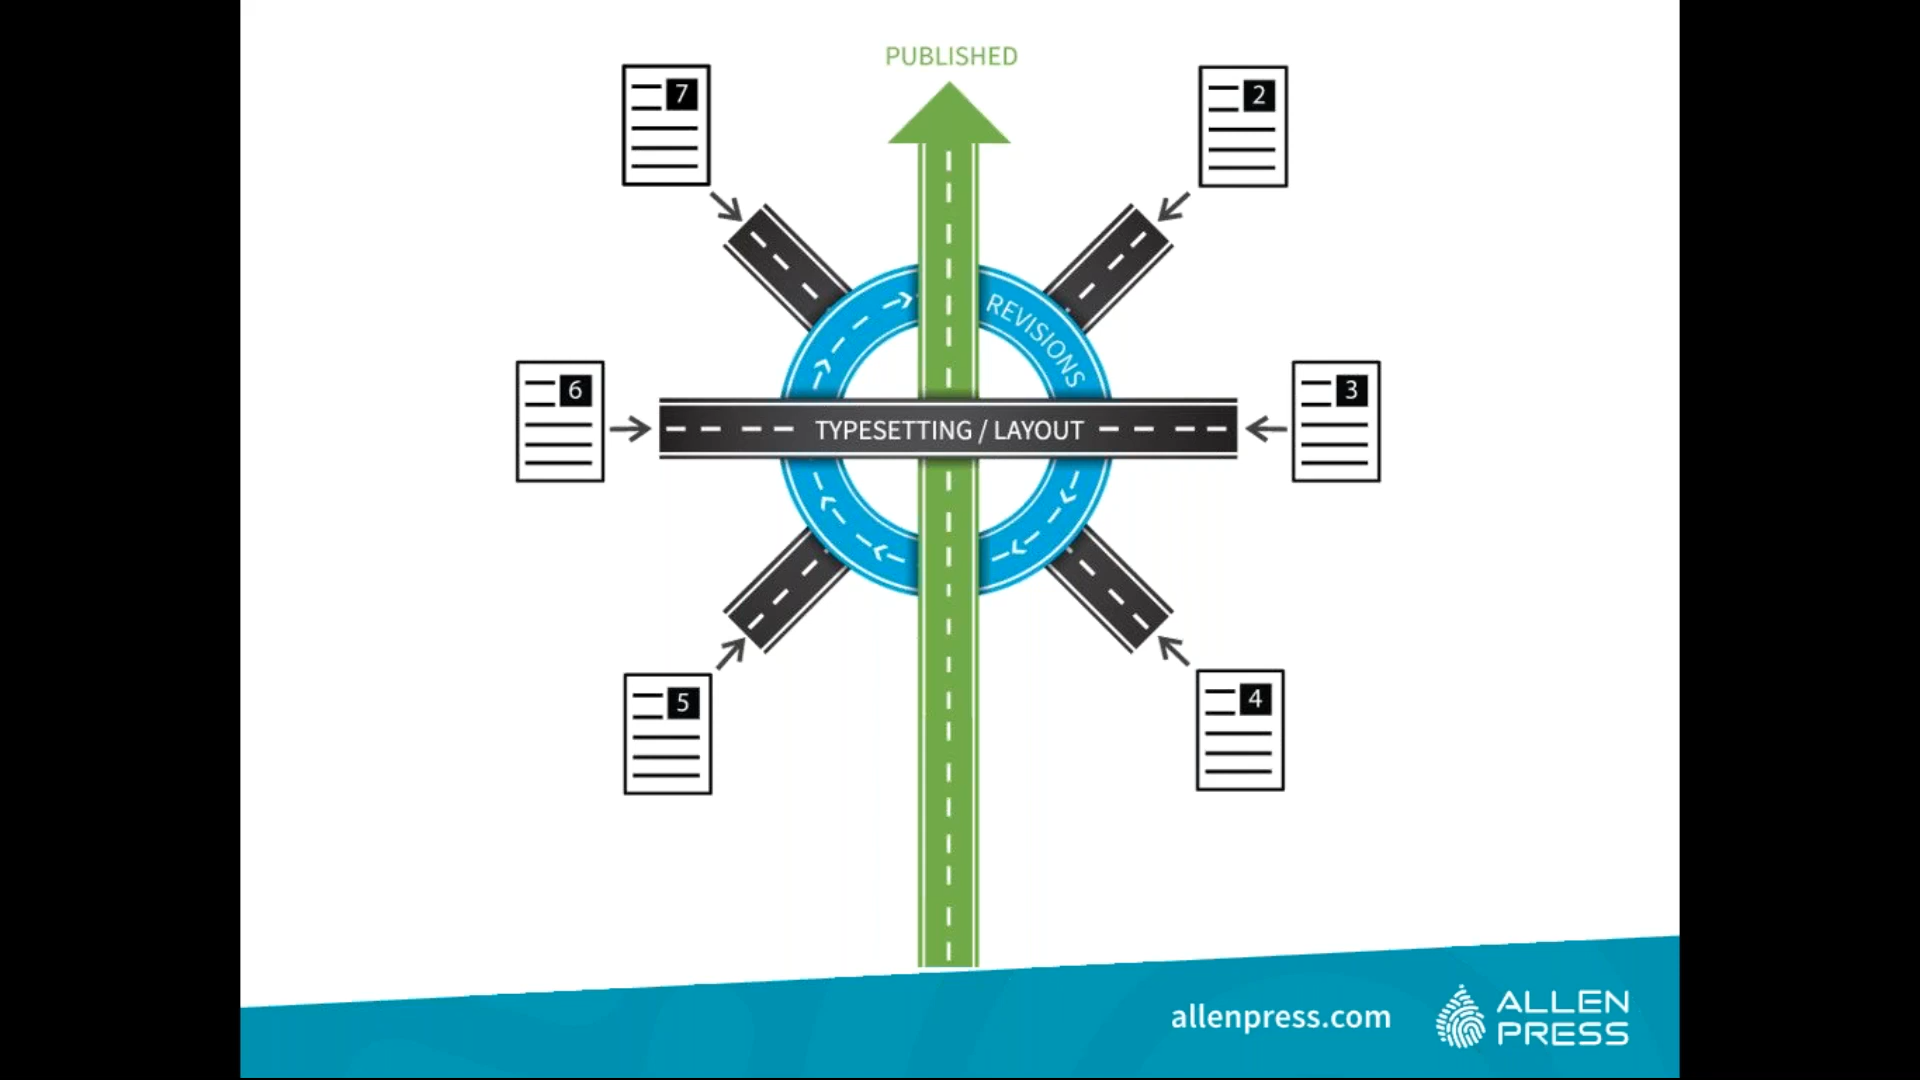 PUBLISHED
7
2
REVISIONS
6
TYPESETTING / LAYOUT
3
5
4
allenpress.com
ALLEN
PRESS